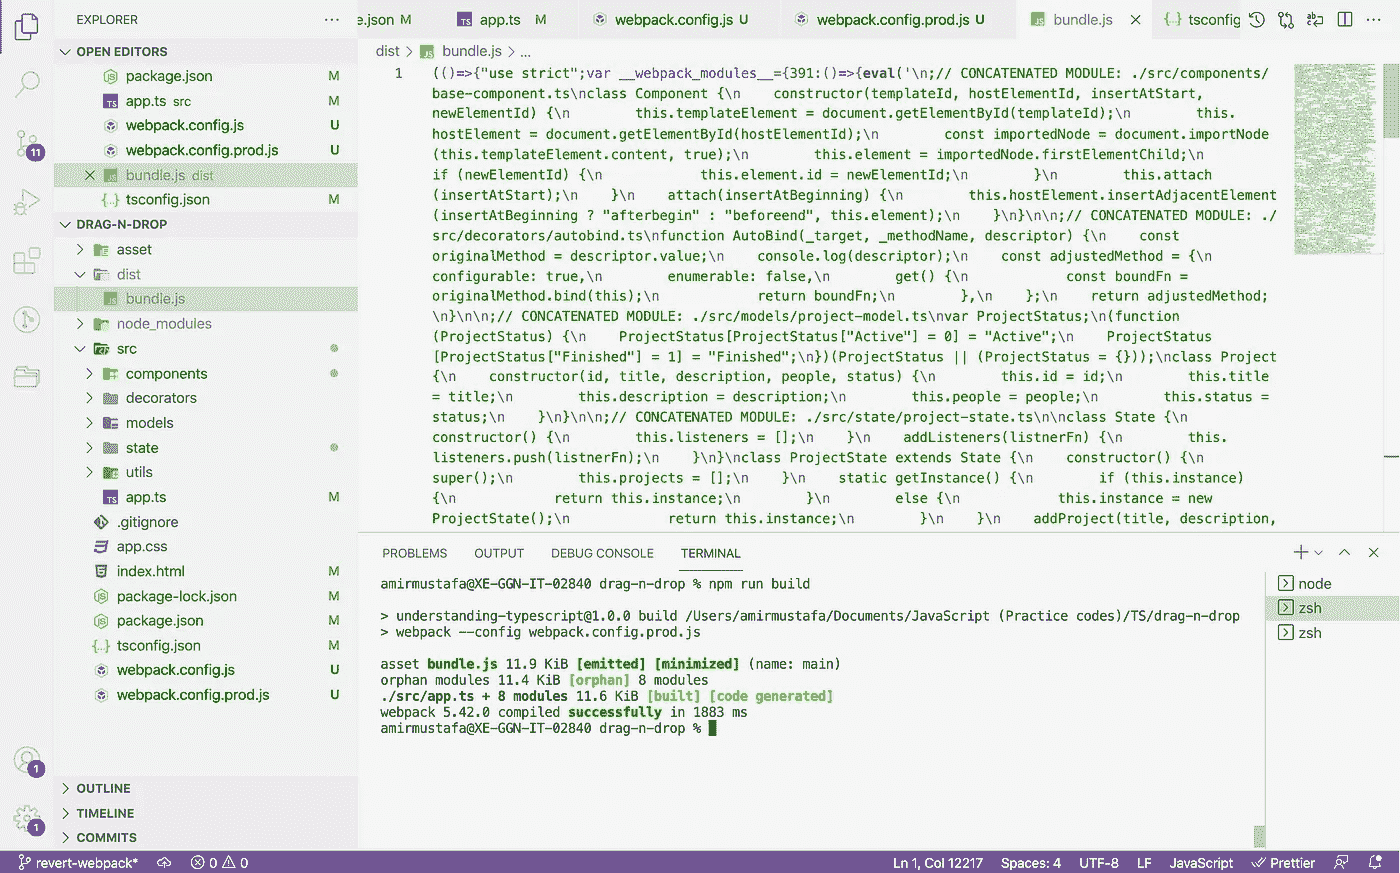 EXPLORER
OPEN EDITORS
package.json M
app.ts src M
webpack.config.js U
webpack.config.prod.js U
bundle.js dist
tsconfig.json M
DRAG-N-DROP
asset
dist
bundle.js
node_modules
src
components
decorators
models
state
utils
app.ts M
.gitignore
app.css
index.html M
package-lock.json M
package.json M
tsconfig.json M
webpack.config.js U
webpack.config.prod.js U
OUTLINE
TIMELINE
COMMITS
11
1
1
e.json M app.ts M webpack.config.js U webpack.config.prod.js U bundle.js tsconfig
dist > bundle.js > ...
1 (()=>{"use strict";var __webpack_modules__={391:()=>{eval('\n;// CONCATENATED MODULE: ./src/components/
base-component.ts\nclass Component {\n    constructor(templateId, hostElementId, insertAtStart,
newElementId) {\n        this.templateElement = document.getElementById(templateId);\n        this.
hostElement = document.getElementById(hostElementId);\n        const importedNode = document.importNode
(this.templateElement.content, true);\n        this.element = importedNode.firstElementChild;\n
if (newElementId) {\n            this.element.id = newElementId;\n        }\n        this.attach
(insertAtStart);\n    }\n    attach(insertAtBeginning) {\n        this.hostElement.insertAdjacentElement
(insertAtBeginning ? "afterbegin" : "beforeend", this.element);\n    }\n}\n\n;// CONCATENATED MODULE: ./
src/decorators/autobind.ts\nfunction AutoBind(_target, _methodName, descriptor) {\n    const
originalMethod = descriptor.value;\n    console.log(descriptor);\n    const adjustedMethod = {\n
configurable: true,\n        enumerable: false,\n        get() {\n            const boundFn =
originalMethod.bind(this);\n            return boundFn;\n        },\n    };\n    return adjustedMethod;
\n}\n\n;// CONCATENATED MODULE: ./src/models/project-model.ts\nvar ProjectStatus;\n(function
(ProjectStatus) {\n    ProjectStatus[ProjectStatus["Active"] = 0] = "Active";\n    ProjectStatus
[ProjectStatus["Finished"] = 1] = "Finished";\n})(ProjectStatus || (ProjectStatus = {}));\nclass Project
{\n    constructor(id, title, description, people, status) {\n        this.id = id;\n        this.title
= title;\n        this.description = description;\n        this.people = people;\n        this.status =
status;\n    }\n}\n\n;// CONCATENATED MODULE: ./src/state/project-state.ts\n\nclass State {\n
constructor() {\n        this.listeners = [];\n    }\n    addListeners(listnerFn) {\n        this.
listeners.push(listnerFn);\n    }\n}\nclass ProjectState extends State {\n    constructor() {\n
super();\n        this.projects = [];\n    }\n    static getInstance() {\n        if (this.instance)
{\n            return this.instance;\n        }\n        else {\n            this.instance = new
ProjectState();\n            return this.instance;\n        }\n    }\n    addProject(title, description,
PROBLEMS OUTPUT DEBUG CONSOLE TERMINAL
amirmustafa@XE-GGN-IT-02840 drag-n-drop % npm run build
> understanding-typescript@1.0.0 build /Users/amirmustafa/Documents/JavaScript (Practice codes)/TS/drag-n-drop
> webpack --config webpack.config.prod.js
asset bundle.js 11.9 KiB [emitted] [minimized] (name: main)
orphan modules 11.4 KiB [orphan] 8 modules
./src/app.ts + 8 modules 11.6 KiB [built] [code generated]
webpack 5.42.0 compiled successfully in 1883 ms
amirmustafa@XE-GGN-IT-02840 drag-n-drop %
node
zsh
zsh
revert-webpack* 0 0 Ln 1, Col 12217 Spaces: 4 UTF-8 LF JavaScript Prettier